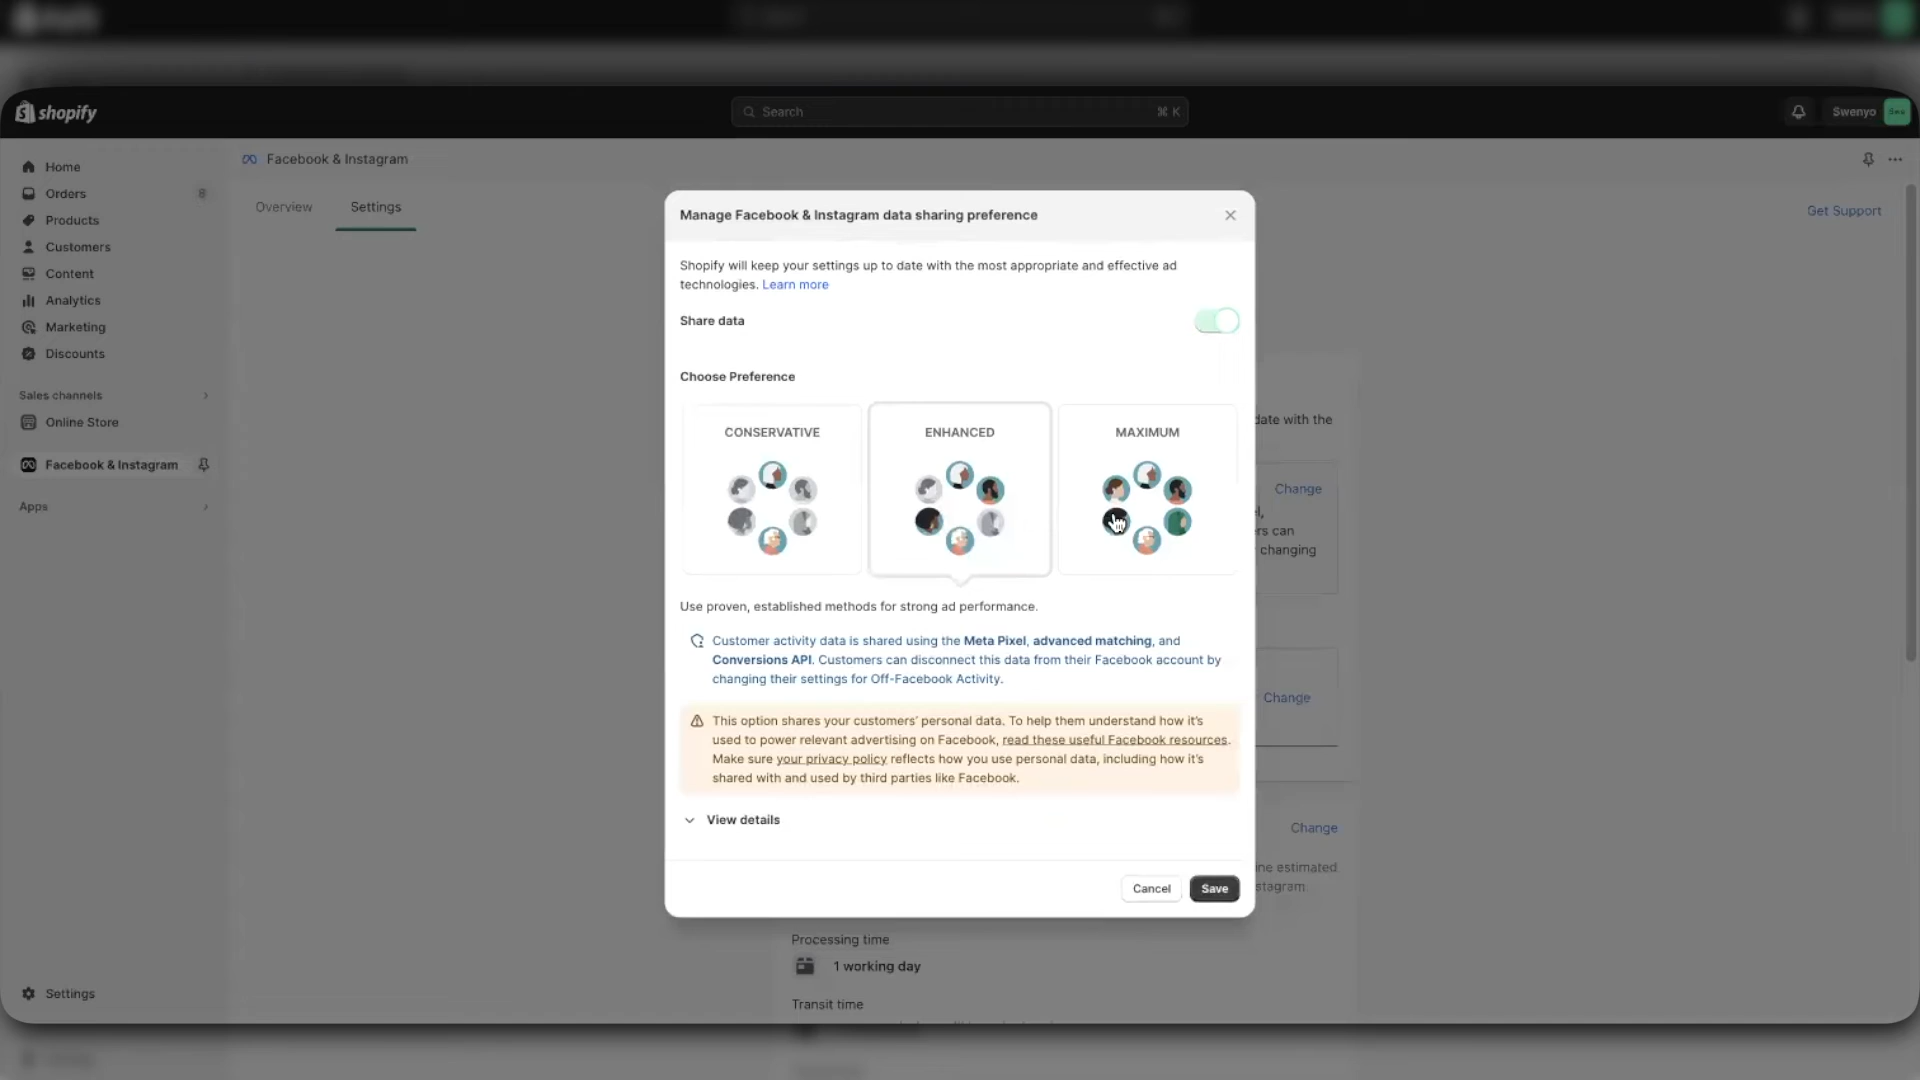 shopify
Search
⌘ K
Swenyo
Home
Orders
8
Products
Customers
Content
Analytics
Marketing
Discounts
Sales channels
Online Store
Facebook & Instagram
Apps
Settings
Facebook & Instagram
Overview
Settings
Get Support
Manage Facebook & Instagram data sharing preference
Shopify will keep your settings up to date with the most appropriate and effective ad
technologies. Learn more
Share data
Choose Preference
CONSERVATIVE
ENHANCED
MAXIMUM
Use proven, established methods for strong ad performance.
Customer activity data is shared using the Meta Pixel, advanced matching, and
Conversions API. Customers can disconnect this data from their Facebook account by
changing their settings for Off-Facebook Activity.
This option shares your customers' personal data. To help them understand how it's
used to power relevant advertising on Facebook, read these useful Facebook resources.
Make sure your privacy policy reflects how you use personal data, including how it's
shared with and used by third parties like Facebook.
View details
Cancel
Save
date with the
Change
can
changing
Change
Change
estimated
Processing time
1 working day
Transit time